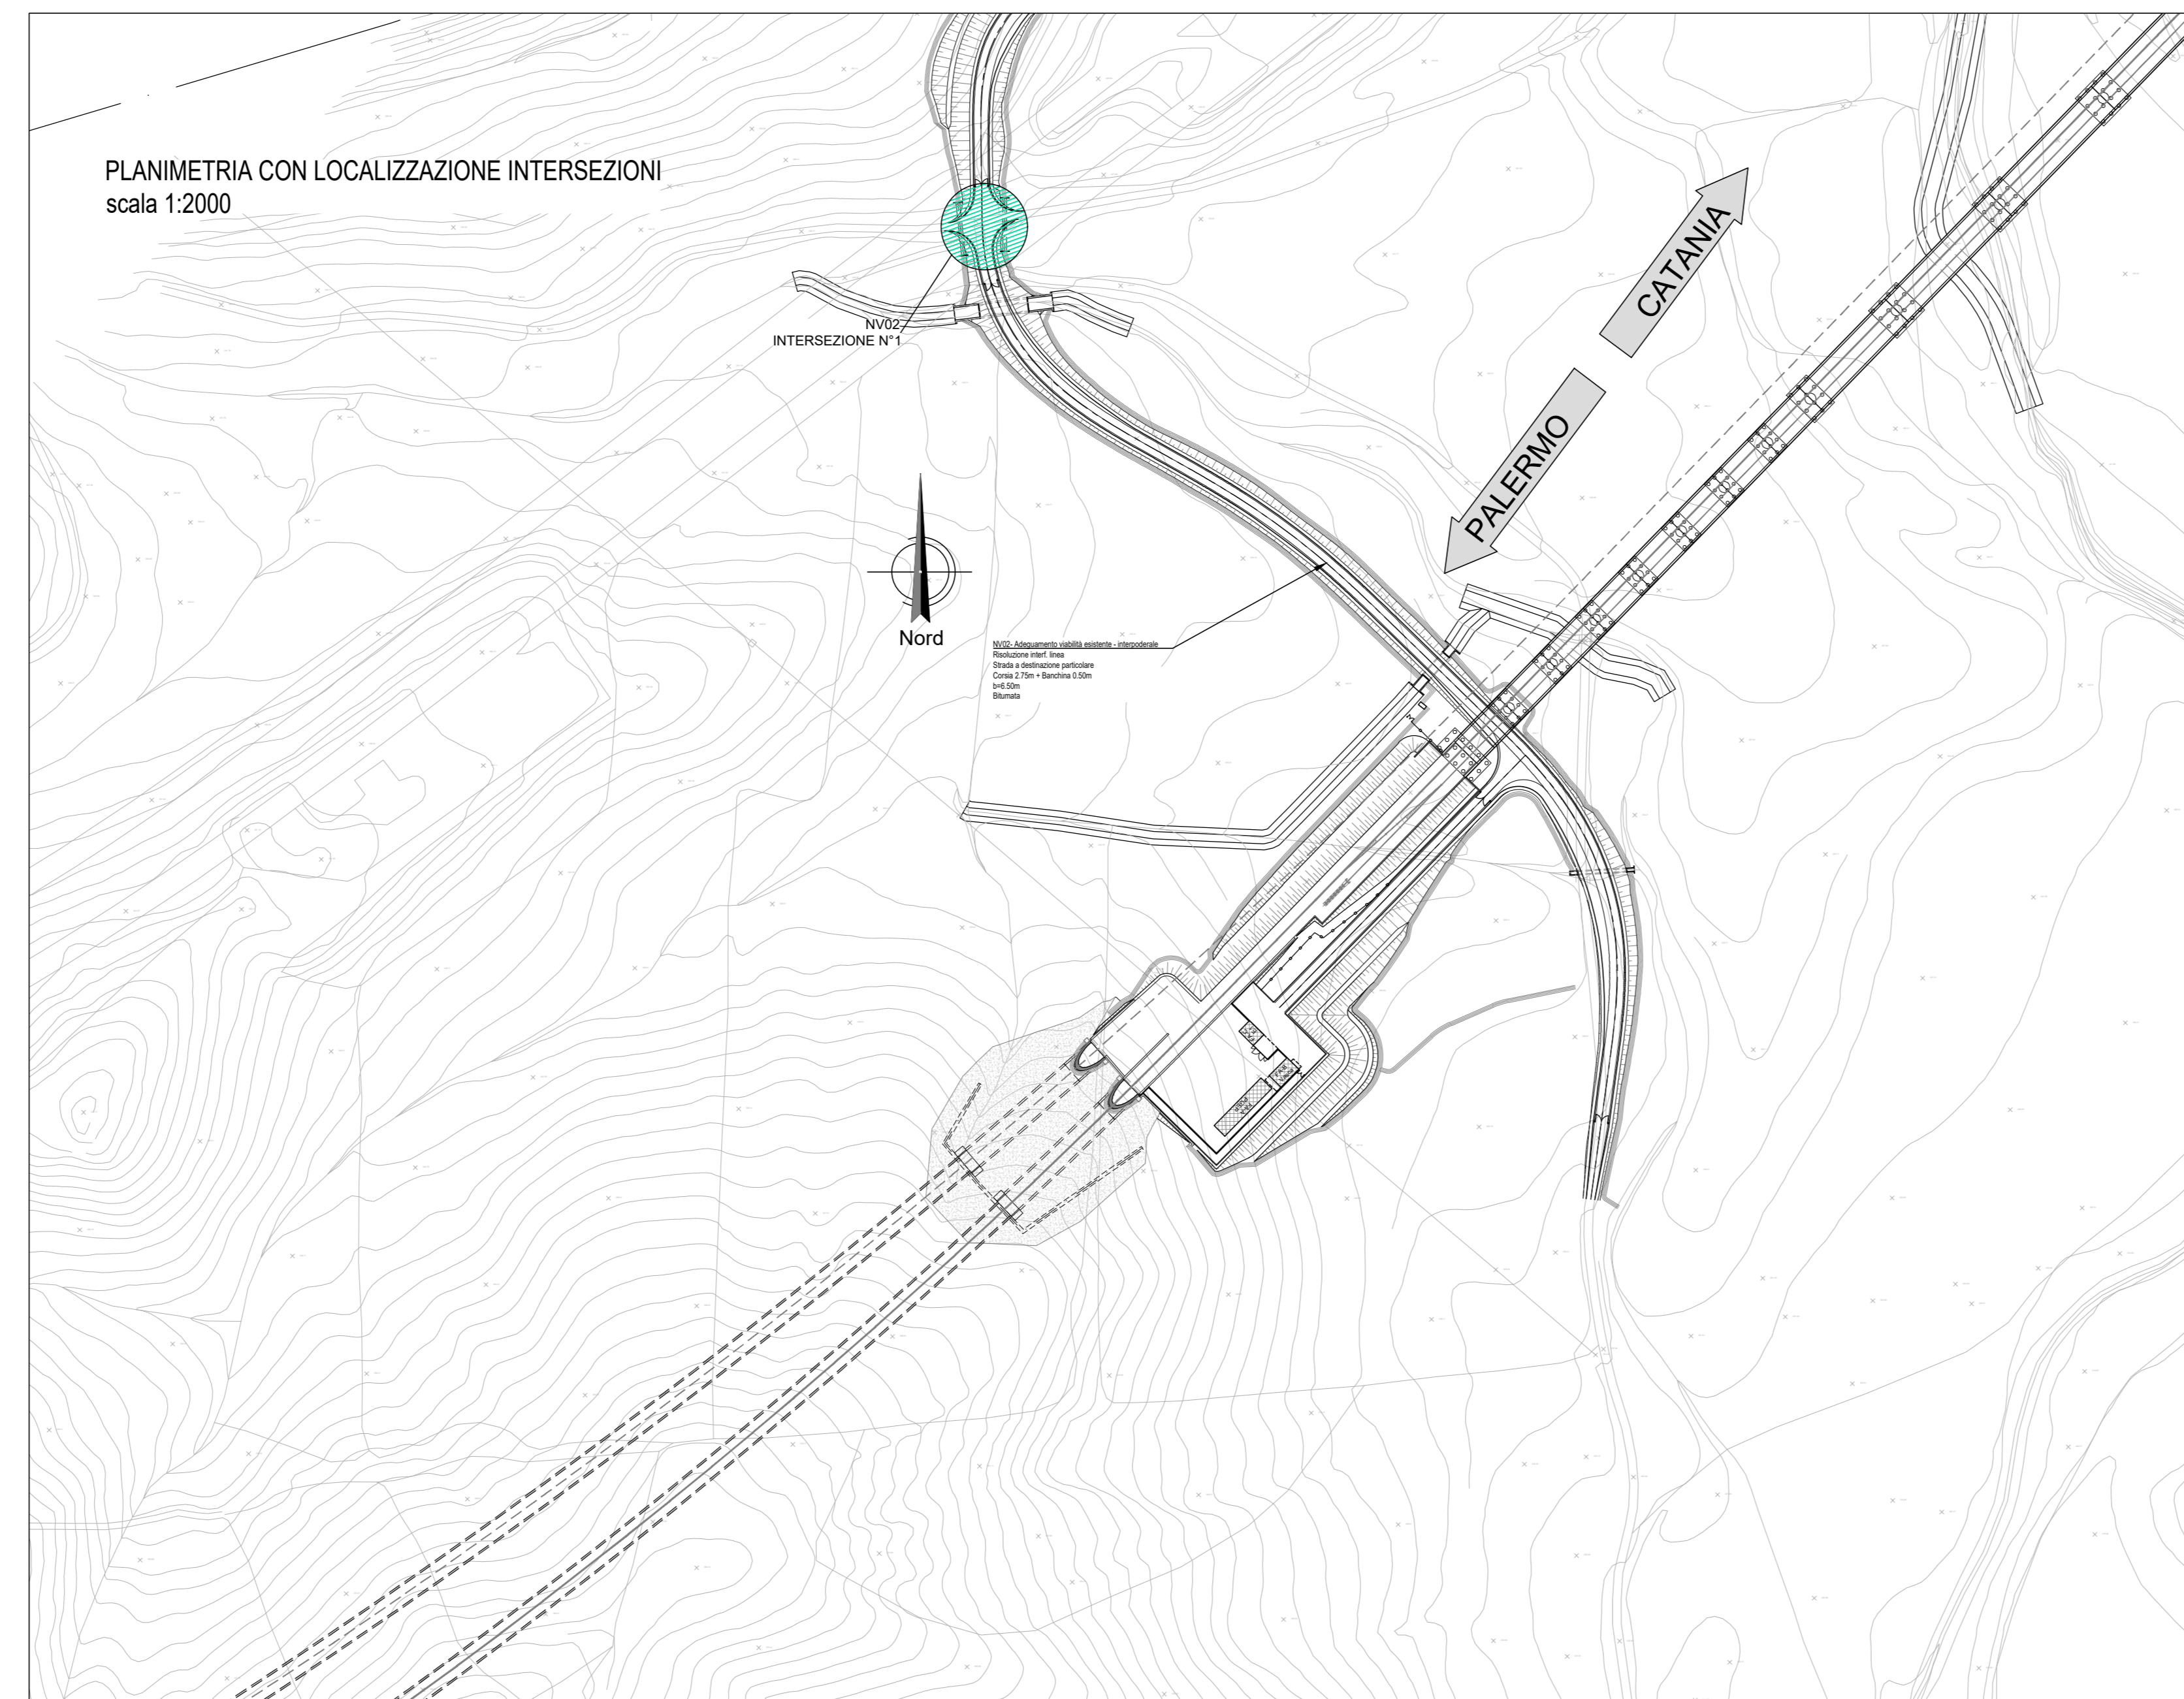 PLANIMETRIA CON LOCALIZZAZIONE INTERSEZIONI
scala 1:2000
CATANIA
PALERMO
NV02
INTERSEZIONE N°1
Nord
NV02- Adeguamento viabilità esistente - interpoderale
Risoluzione interf. linea
Strada a destinazione particolare
Corsia 2.75m + Banchina 0.50m
b=6.50m
Bitumata